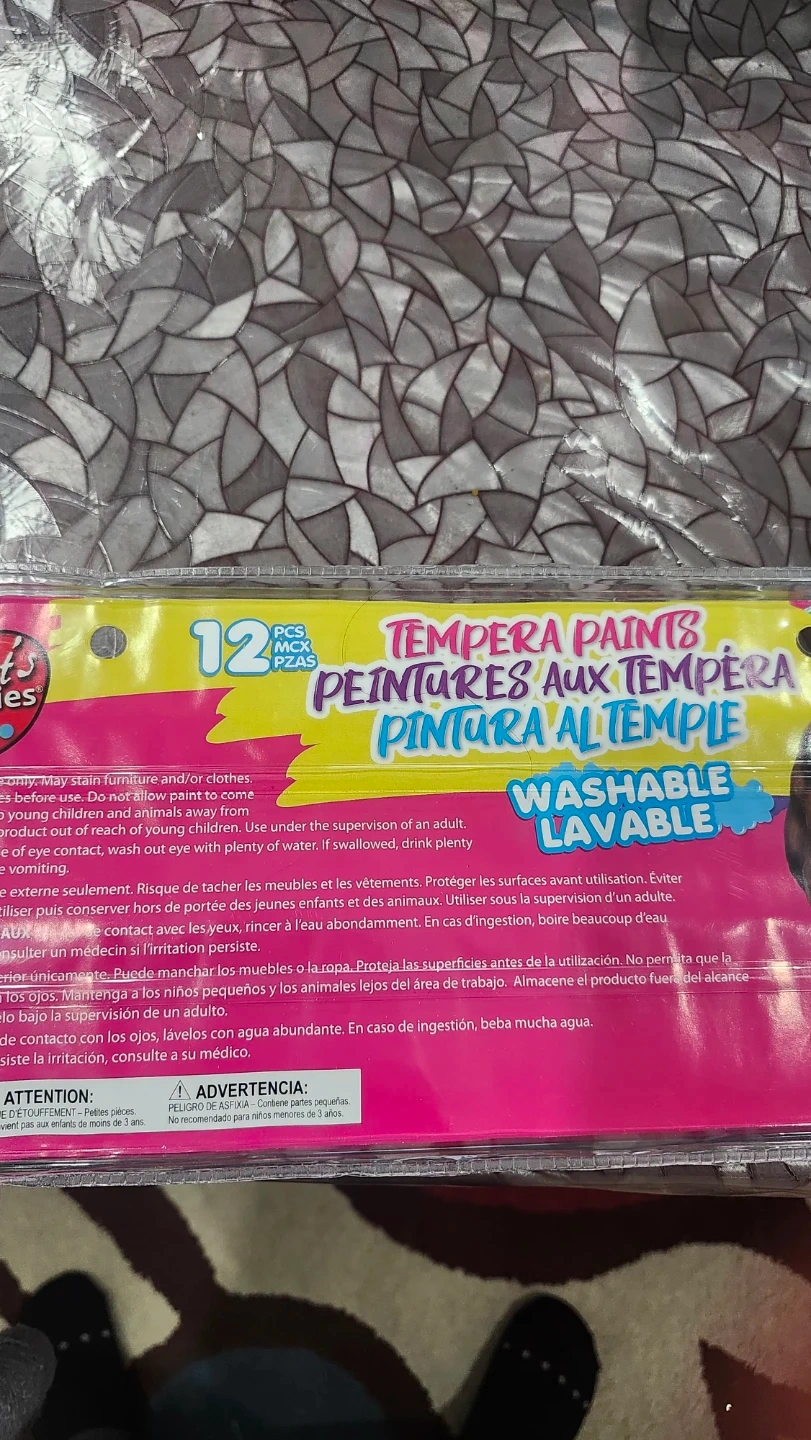 12 PCS
MCX
PZAS
TEMPERA PAINTS
PEINTURES AUX TEMPÉRA
PINTURA AL TEMPLE
WASHABLE
LAVABLE
only. May stain furniture and/or clothes.
before use. Do not allow paint to come
young children and animals away from
product out of reach of young children. Use under the supervison of an adult.
of eye contact, wash out eye with plenty of water. If swallowed, drink plenty
vomiting.
externe seulement. Risque de tacher les meubles et les vêtements. Protéger les surfaces avant utilisation. Éviter
puis conserver hors de portée des jeunes enfants et des animaux. Utiliser sous la supervision d'un adulte.
contact avec les yeux, rincer à l'eau abondamment. En cas d'ingestion, boire beaucoup d'eau
un médecin si l'irritation persiste.
únicamente. Puede manchar los muebles o la ropa. Proteja las superficies antes de la utilización. No permita que la
los ojos. Mantenga a los niños pequeños y los animales lejos del área de trabajo. Almacene el producto fuera del alcance
bajo la supervisión de un adulto.
de contacto con los ojos, lávelos con agua abundante. En caso de ingestión, beba mucha agua.
la irritación, consulte a su médico.
ATTENTION:
D'ÉTOUFFEMENT – Petites pièces.
pas aux enfants de moins de 3 ans.
ADVERTENCIA:
PELIGRO DE ASFIXIA – Contiene partes pequeñas.
No recomendado para niños menores de 3 años.